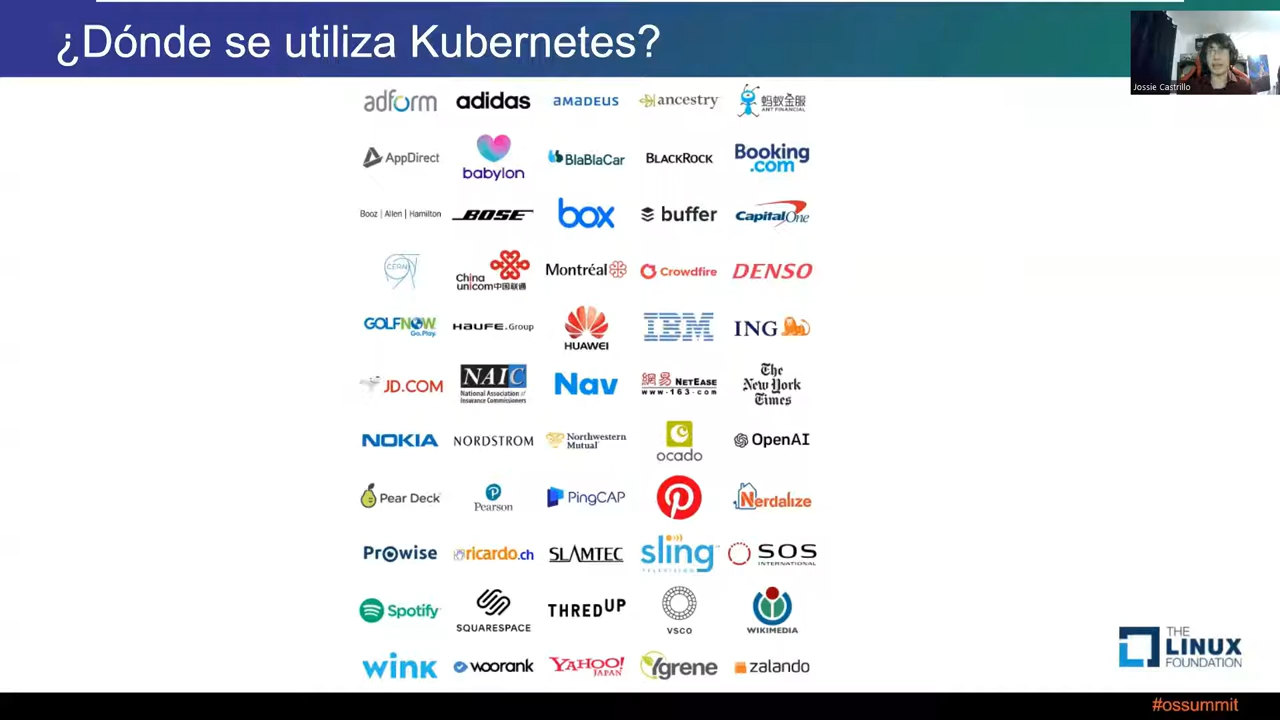 ¿Dónde se utiliza Kubernetes?
Jossie Castrillo
adform
adidas
AMADEUS
ancestry
蚂蚁金服
ANT FINANCIAL
AppDirect
babylon
BlaBlaCar
BLACKROCK
Booking
.com
Booz | Allen | Hamilton
BOSE
box
buffer
Capital One
CERN
China
unicom中国联通
Montréal
Crowdfire
DENSO
GOLFNOW
Go. Play.
HAUFE.Group
HUAWEI
IBM
ING
JD.COM
NAIC
National Association of
Insurance Commissioners
Nav
網易 NETEASE
www.163.com
The
New York
Times
NOKIA
NORDSTROM
Northwestern
Mutual
ocado
OpenAI
Pear Deck
Pearson
PingCAP
Nerdalize
Prowise
ricardo.ch
SLAMTEC
sling
TELEVISION
SOS
INTERNATIONAL
Spotify
SQUARESPACE
THREDUP
VSCO
WIKIMEDIA
wink
woorank
YAHOO!
JAPAN
Ygrene
zalando
THE
LINUX
FOUNDATION
#ossummit